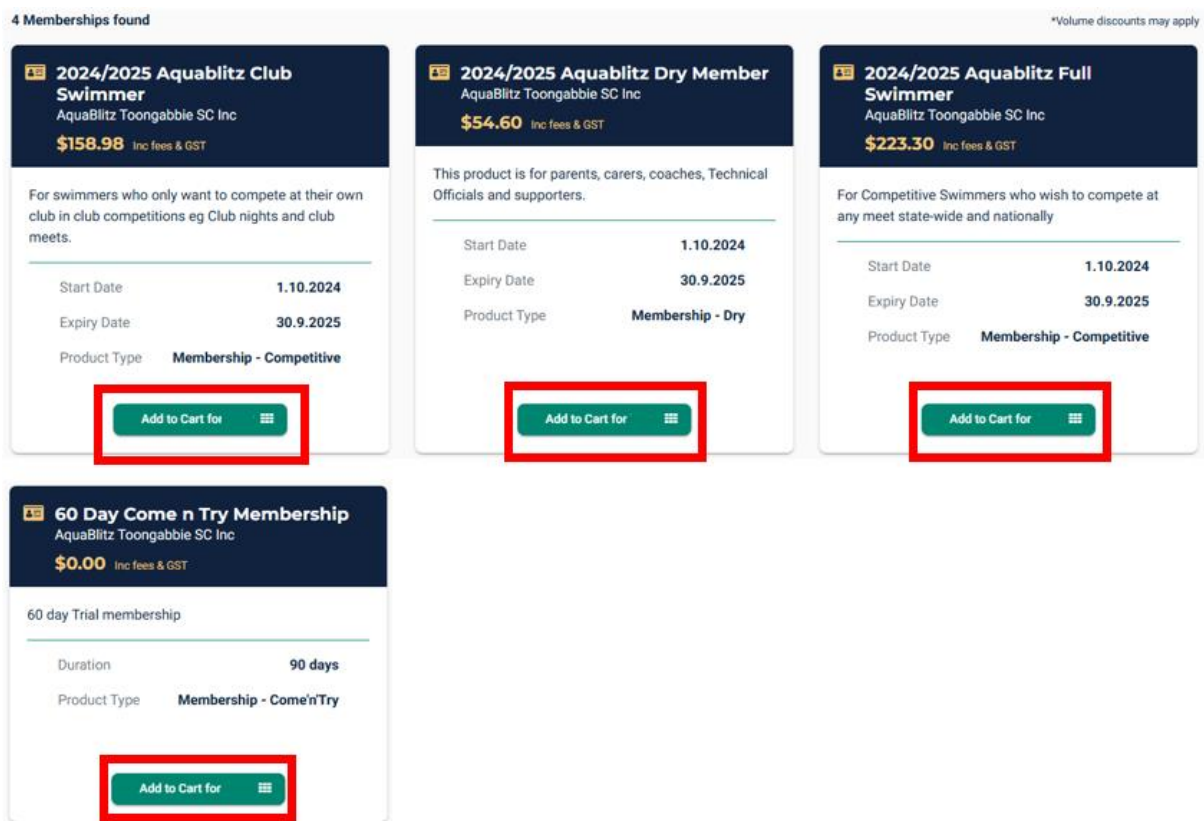 4 Memberships found
*Volume discounts may apply
2024/2025 Aquablitz Club
Swimmer
AquaBlitz Toongabbie SC Inc
$158.98 Inc fees & GST
For swimmers who only want to compete at their own
club in club competitions eg Club nights and club
meets.
Start Date 1.10.2024
Expiry Date 30.9.2025
Product Type Membership - Competitive
Add to Cart for
2024/2025 Aquablitz Dry Member
AquaBlitz Toongabbie SC Inc
$54.60 Inc fees & GST
This product is for parents, carers, coaches, Technical
Officials and supporters.
Start Date 1.10.2024
Expiry Date 30.9.2025
Product Type Membership - Dry
Add to Cart for
2024/2025 Aquablitz Full
Swimmer
AquaBlitz Toongabbie SC Inc
$223.30 Inc fees & GST
For Competitive Swimmers who wish to compete at
any meet state-wide and nationally
Start Date 1.10.2024
Expiry Date 30.9.2025
Product Type Membership - Competitive
Add to Cart for
60 Day Come n Try Membership
AquaBlitz Toongabbie SC Inc
$0.00 Inc fees & GST
60 day Trial membership
Duration 90 days
Product Type Membership - Come'n'Try
Add to Cart for